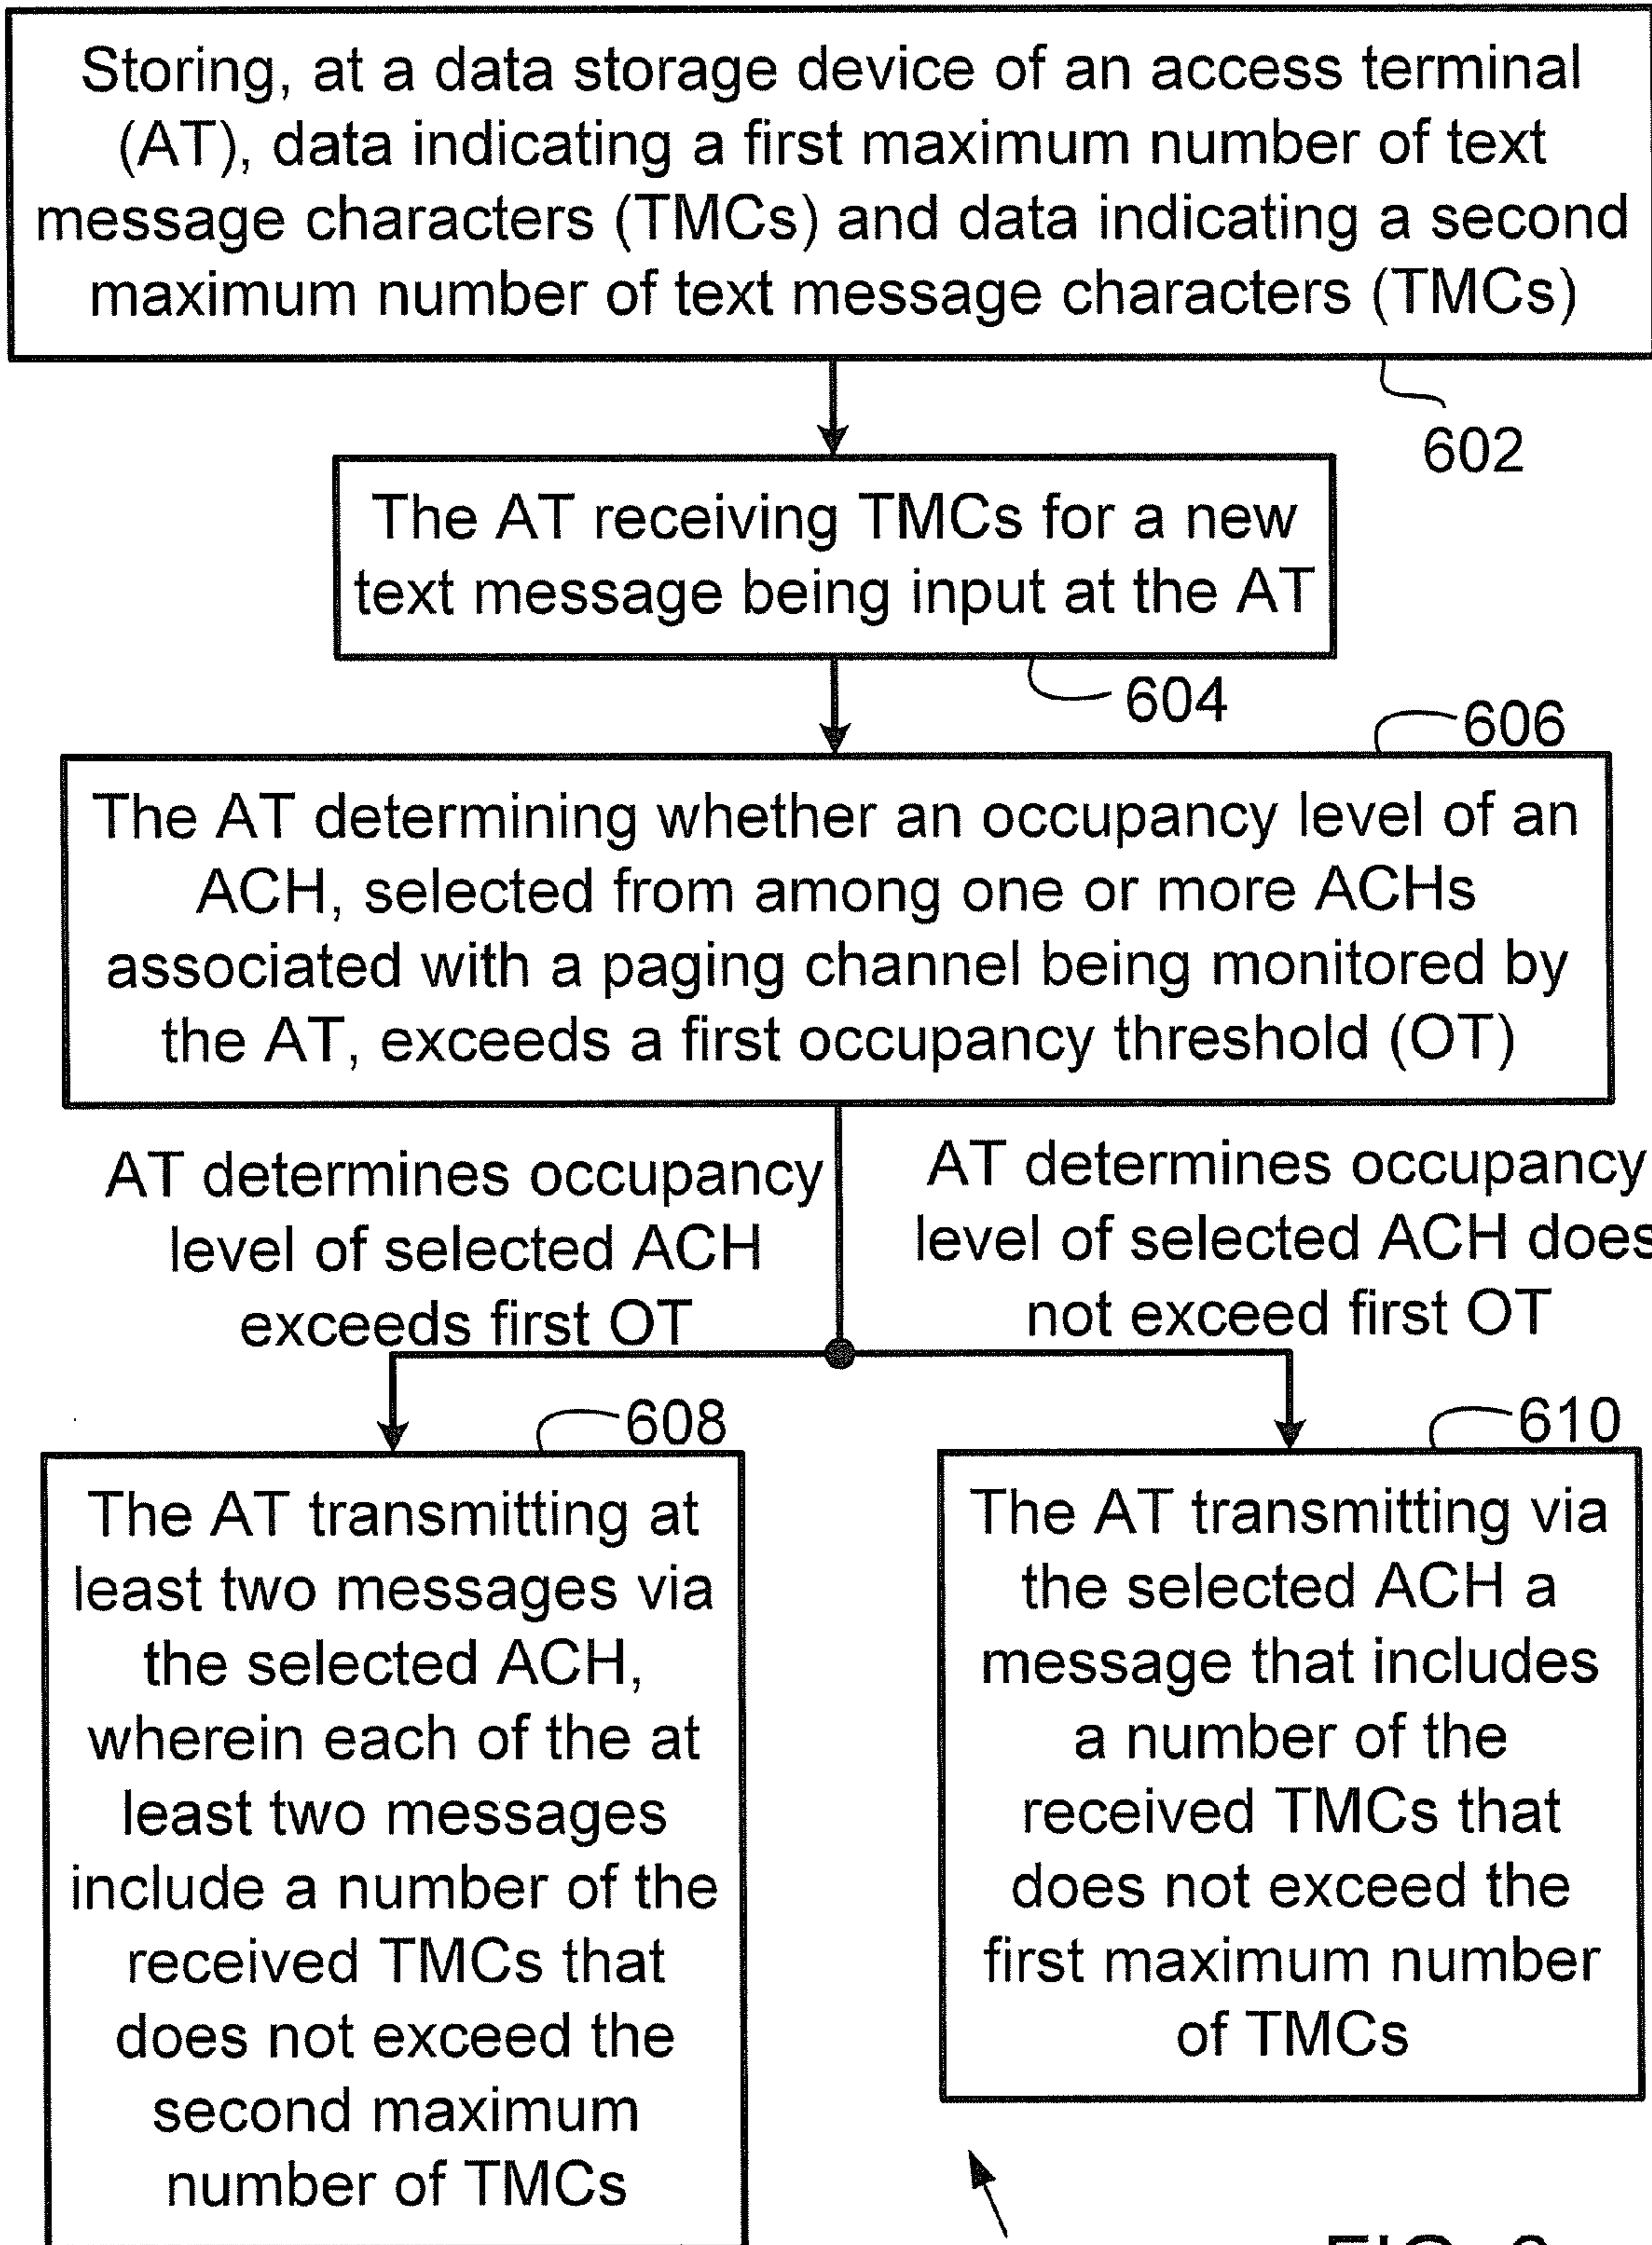 Storing, at a data storage device of an access terminal
(AT), data indicating a first maximum number of text
message characters (TMCs) and data indicating a second
maximum number of text message characters (TMCs)
602
The AT receiving TMCs for a new
text message being input at the AT
604
606
The AT determining whether an occupancy level of an
ACH, selected from among one or more ACHs
associated with a paging channel being monitored by
the AT, exceeds a first occupancy threshold (OT)
AT determines occupancy
level of selected ACH
exceeds first OT
AT determines occupancy
level of selected ACH does
not exceed first OT
608
The AT transmitting at
least two messages via
the selected ACH,
wherein each of the at
least two messages
include a number of the
received TMCs that
does not exceed the
second maximum
number of TMCs
610
The AT transmitting via
the selected ACH a
message that includes
a number of the
received TMCs that
does not exceed the
first maximum number
of TMCs
FIG.